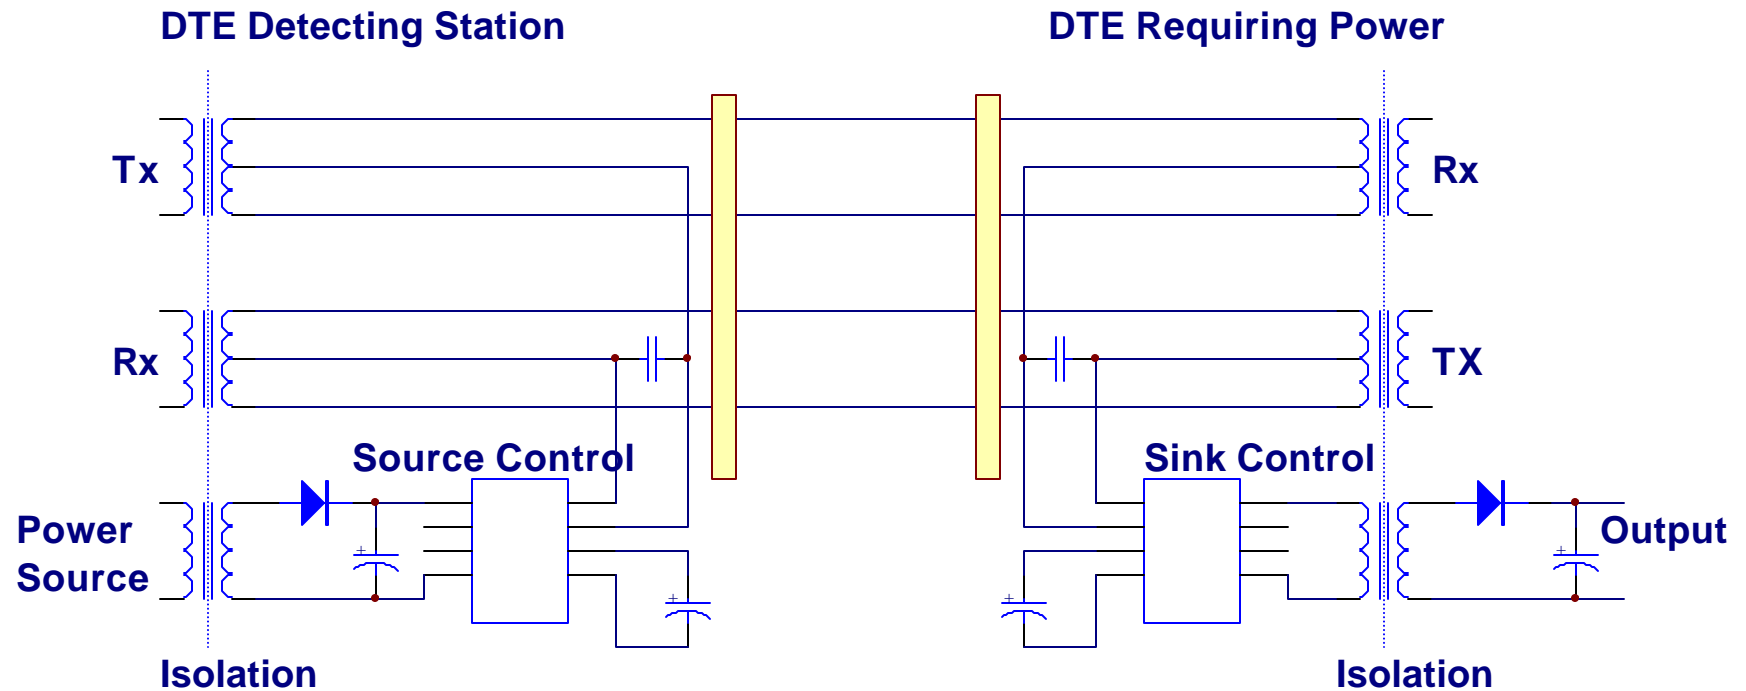 DTE Detecting Station
DTE Requiring Power
Tx
Rx
Rx
TX
Source Control
Sink Control
Power
Source
Output
+
+
+
+
Isolation
Isolation